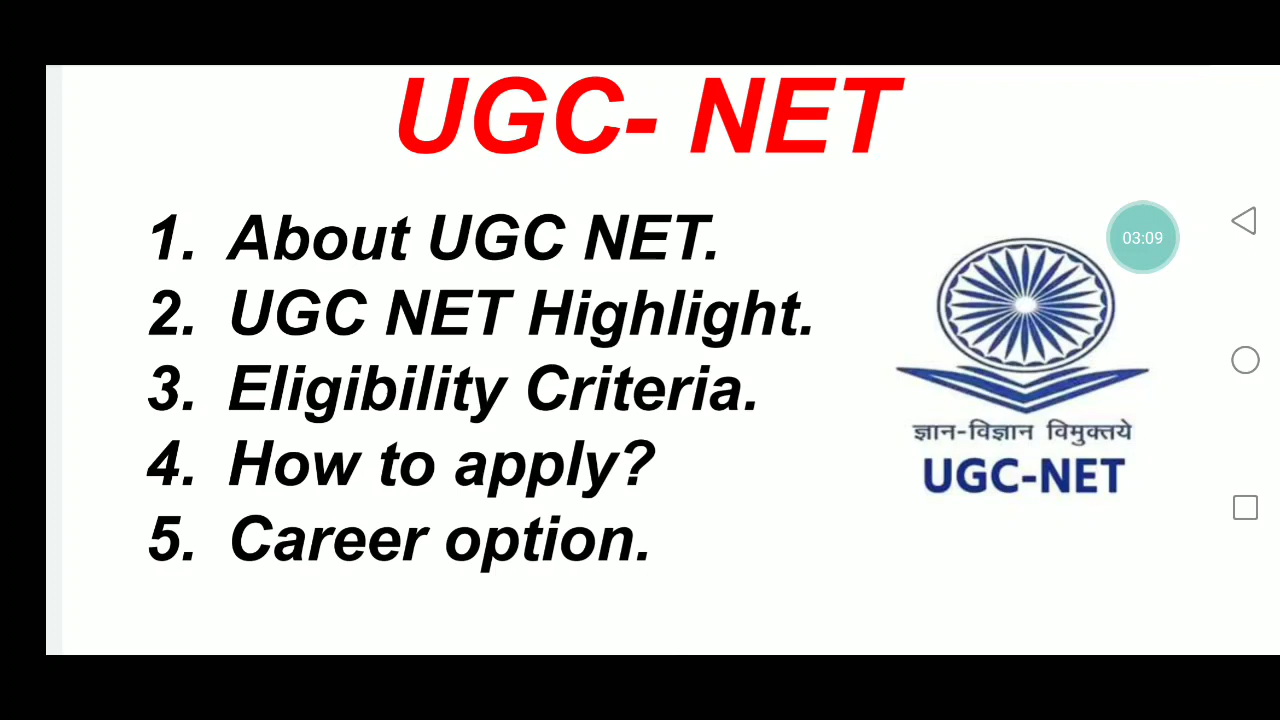 UGC- NET
1. About UGC NET.
2. UGC NET Highlight.
3. Eligibility Criteria.
4. How to apply?
5. Career option.
03:09
ज्ञान-विज्ञान विमुक्तये
UGC-NET